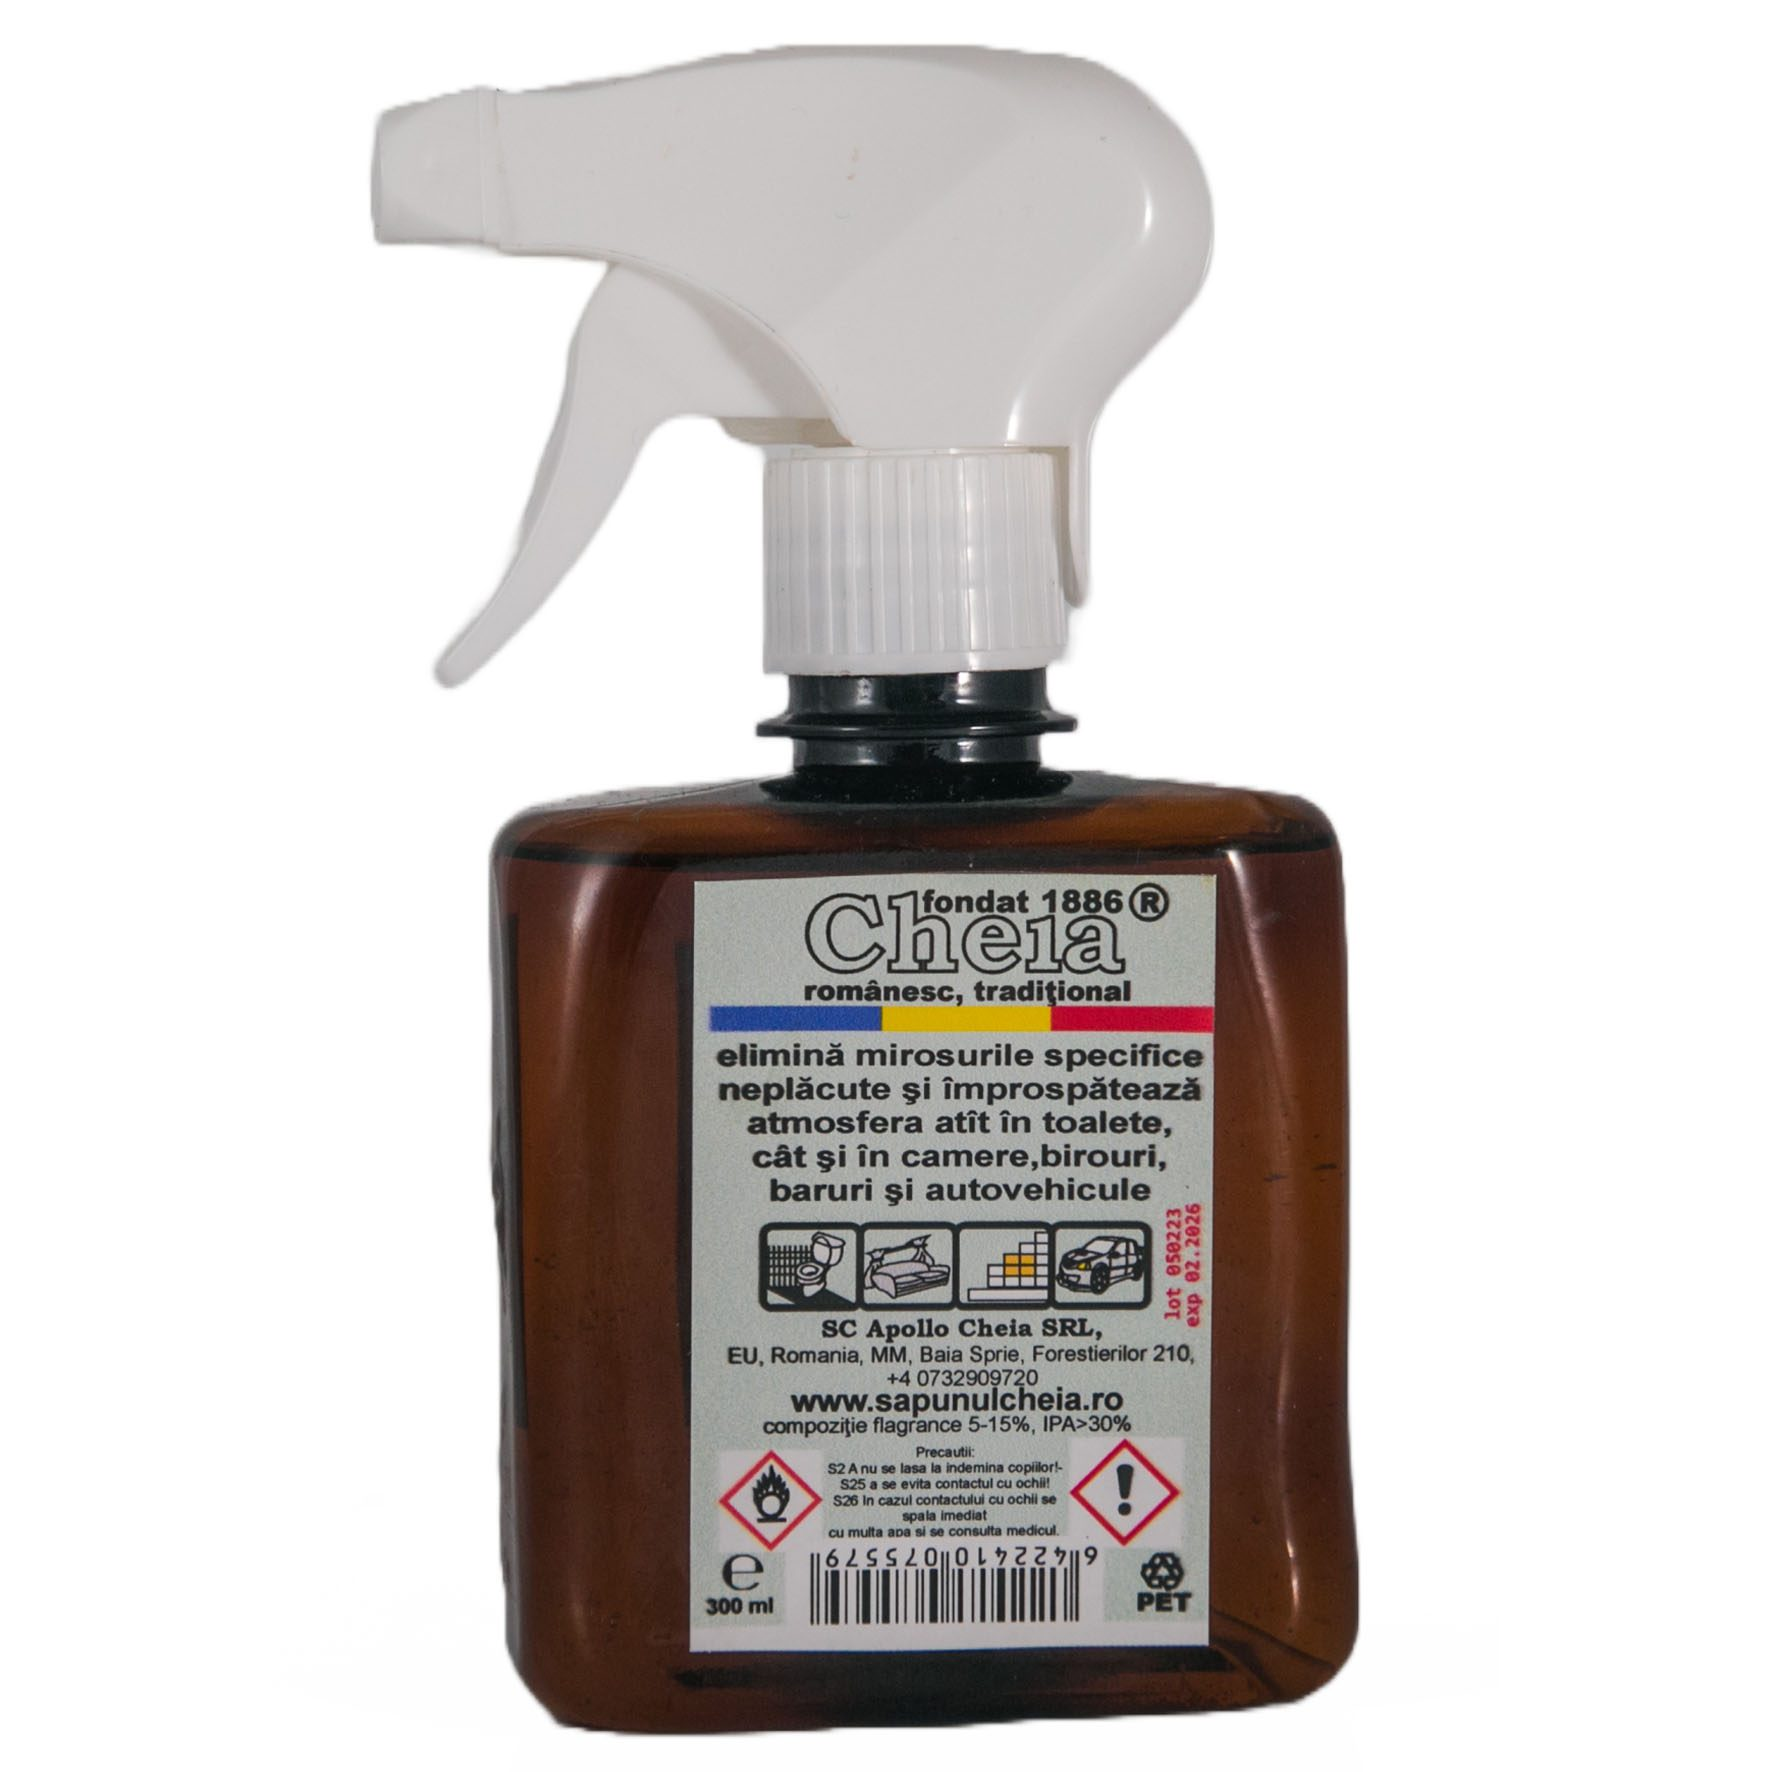 fondat 1886 ®
Cheia
românesc, tradiţional
elimină mirosurile specifice
neplăcute şi împrospătează
atmosfera atît în toalete,
cât şi în camere,birouri,
baruri şi autovehicule
lot 050223
exp 02.2026
SC Apollo Cheia SRL,
EU, Romania, MM, Baia Sprie, Forestierilor 210,
+4 0732909720
www.sapunulcheia.ro
compoziţie flagrance 5-15%, IPA>30%
Precautii:
S2 A nu se lasa la indemina copiilor!-
S25 a se evita contactul cu ochii!
S26 In cazul contactului cu ochii se
spala imediat
cu multa apa si se consulta medicul.
6422410075579
e
300 ml
PET